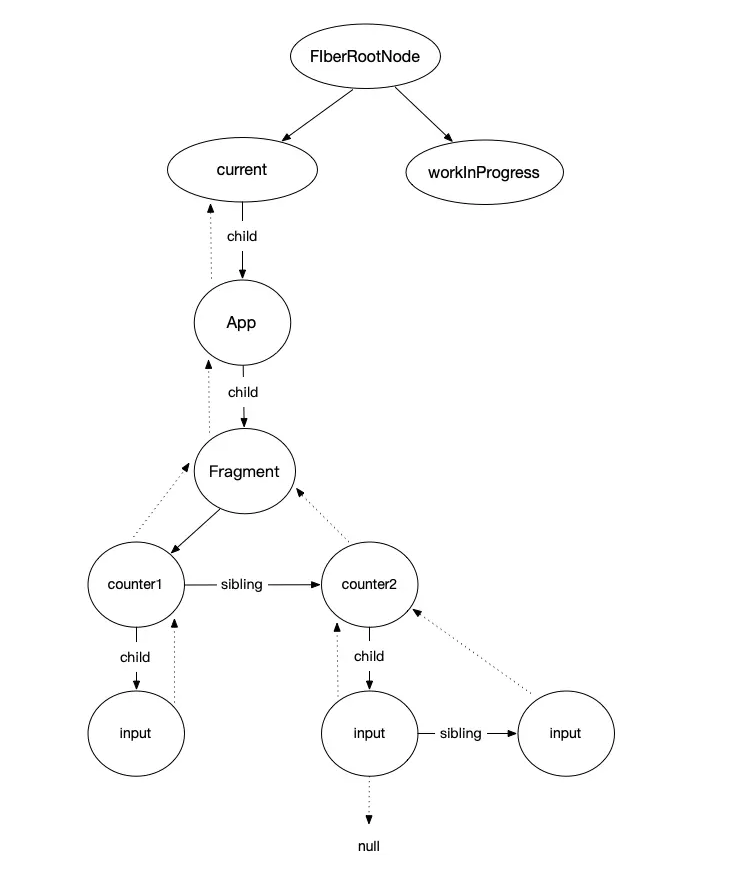 FIberRootNode
current
workInProgress
child
App
child
Fragment
counter1
sibling
counter2
child
child
input
input
sibling
input
null